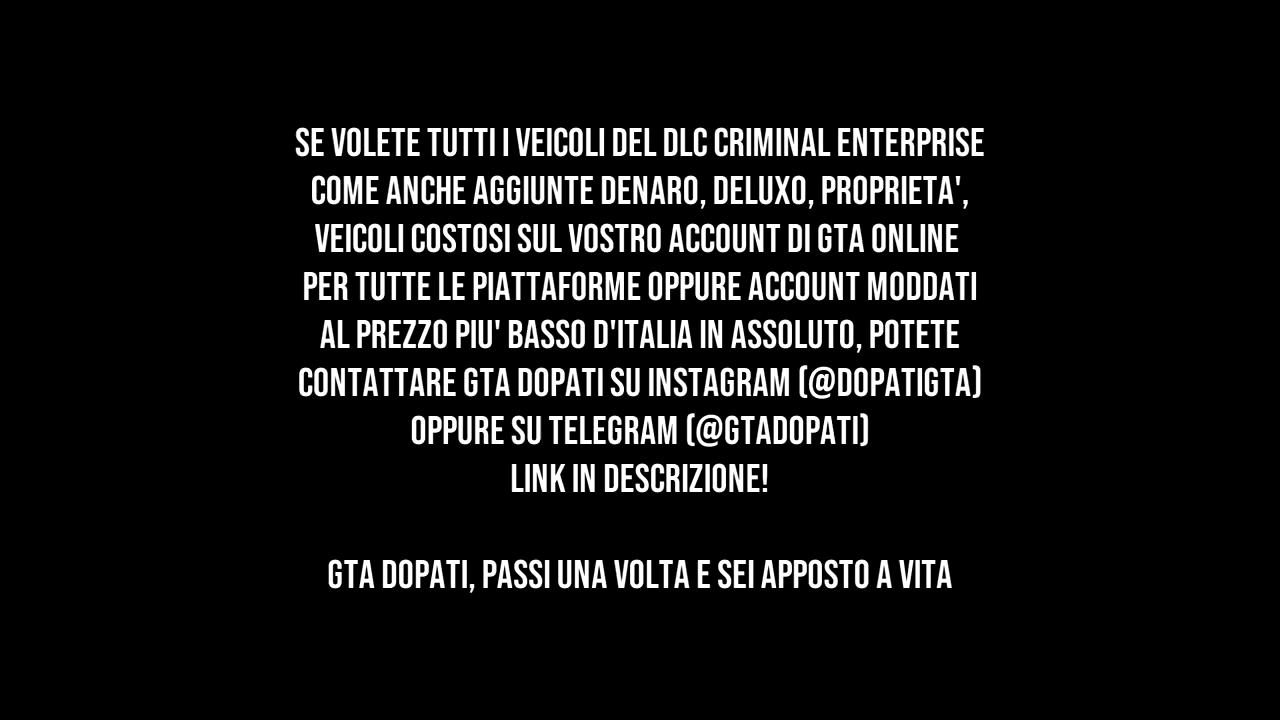 SE VOLETE TUTTI I VEICOLI DEL DLC CRIMINAL ENTERPRISE
COME ANCHE AGGIUNTE DENARO, DELUXO, PROPRIETA',
VEICOLI COSTOSI SUL VOSTRO ACCOUNT DI GTA ONLINE
PER TUTTE LE PIATTAFORME OPPURE ACCOUNT MODDATI
AL PREZZO PIU' BASSO D'ITALIA IN ASSOLUTO, POTETE
CONTATTARE GTA DOPATI SU INSTAGRAM (@DOPATIGTA)
OPPURE SU TELEGRAM (@GTADOPATI)
LINK IN DESCRIZIONE!
GTA DOPATI, PASSI UNA VOLTA E SEI APPOSTO A VITA